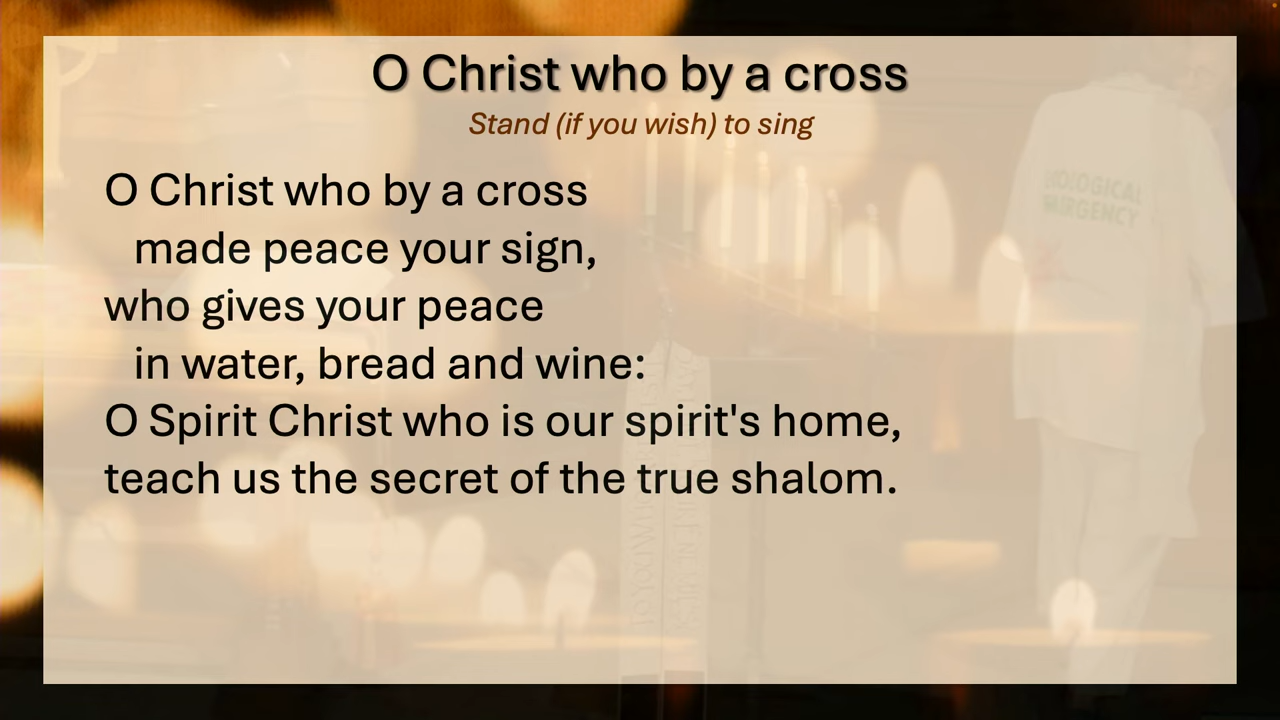 O Christ who by a cross
Stand (if you wish) to sing
O Christ who by a cross
made peace your sign,
who gives your peace
in water, bread and wine:
O Spirit Christ who is our spirit's home,
teach us the secret of the true shalom.